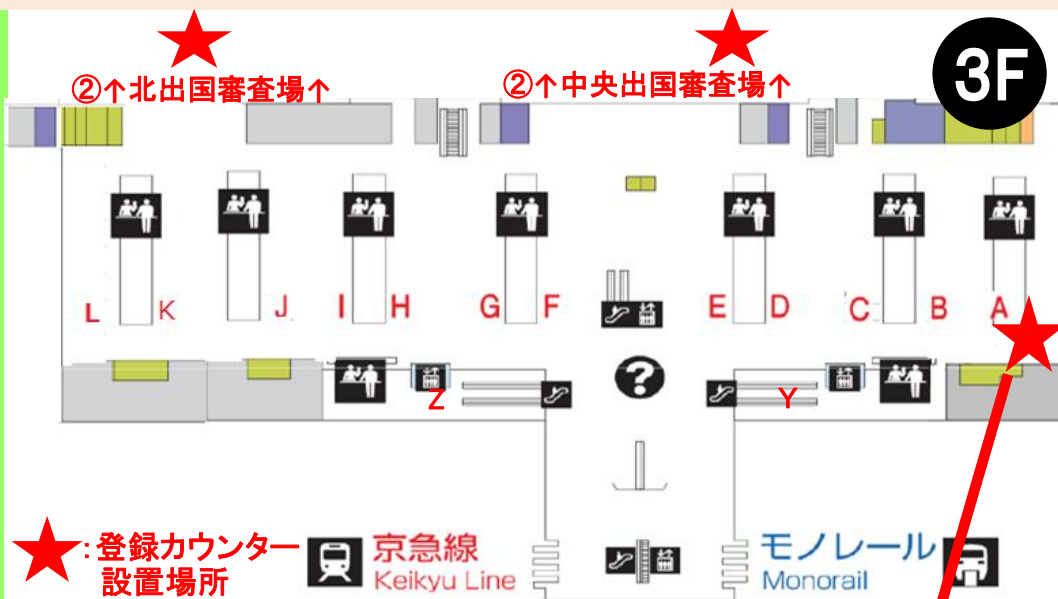 3F
②↑北出国審査場↑
②↑中央出国審査場↑
L K J I H G F E D C B A
?
Z
Y
★:登録カウンター
設置場所
京急線
Keikyu Line
モノレール
Monorail